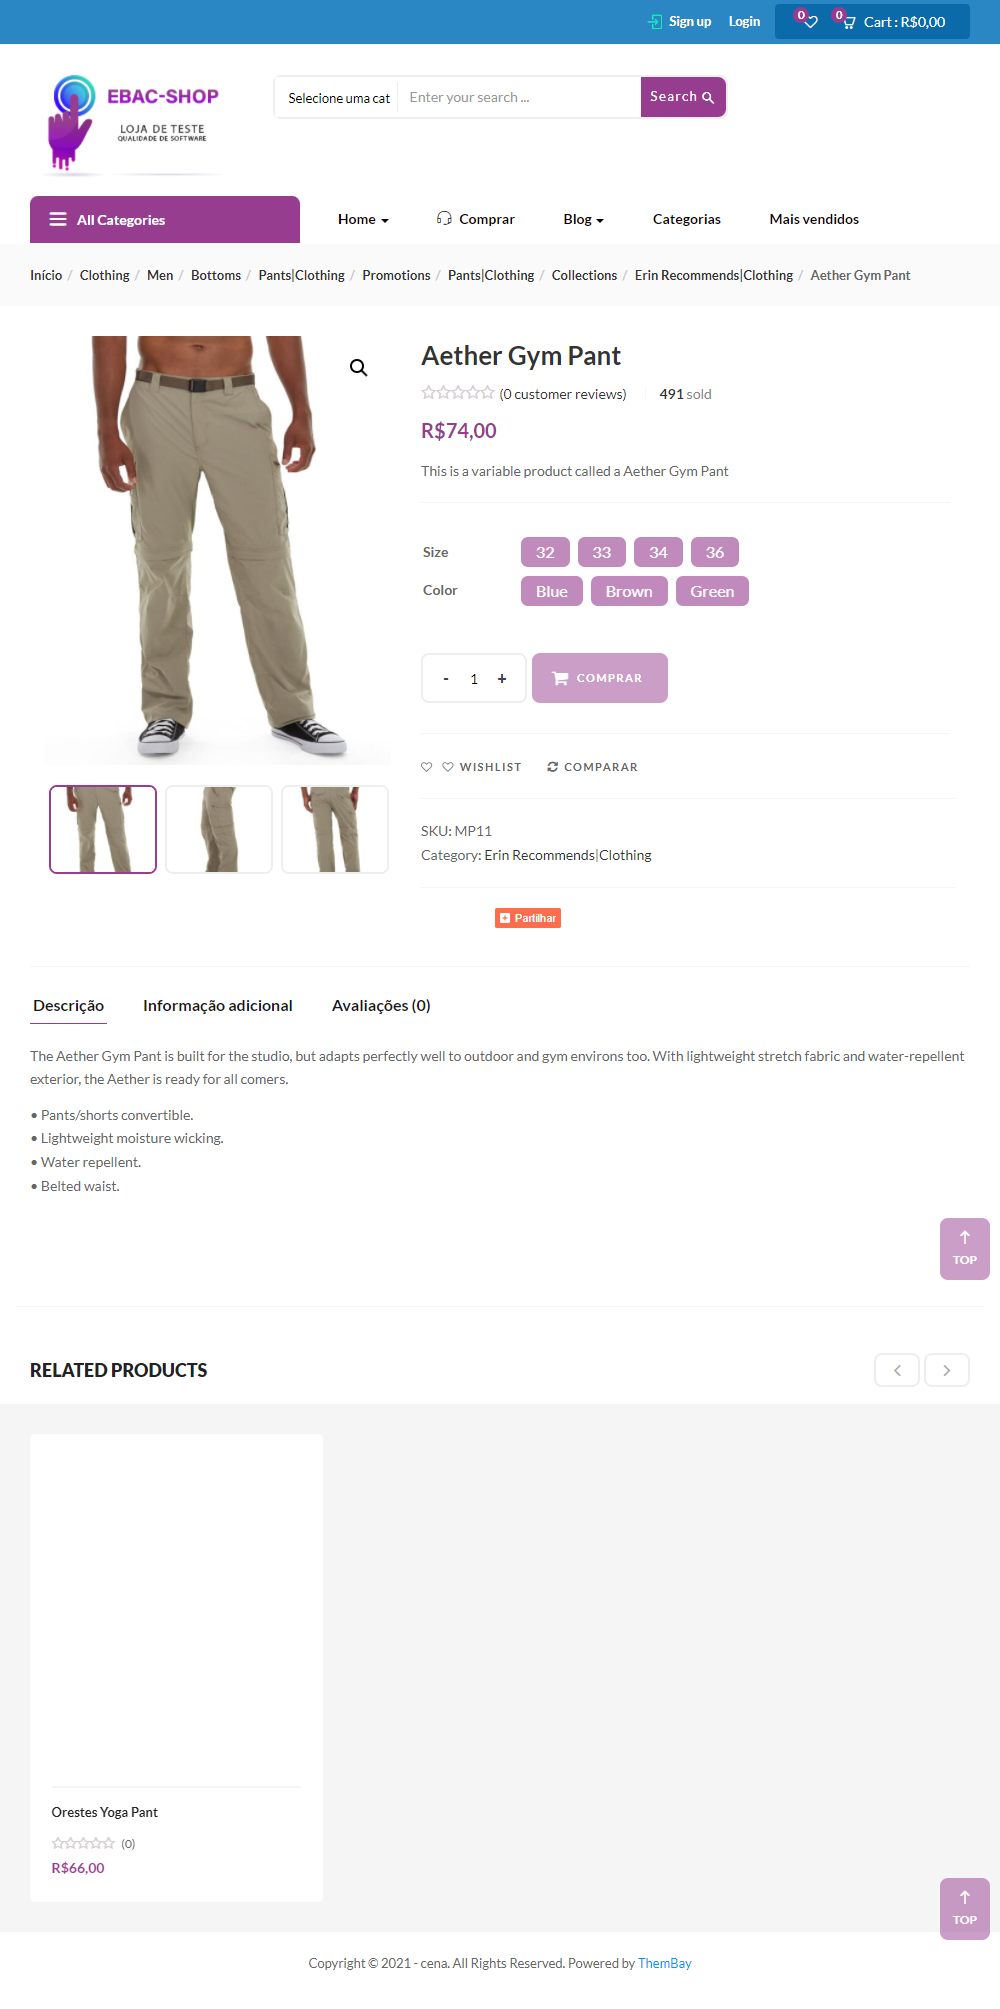 Sign up Login 0 0 Cart : R$0,00
EBAC-SHOP
LOJA DE TESTE
QUALIDADE DE SOFTWARE
Selecione uma cat Enter your search ... Search
All Categories Home Comprar Blog Categorias Mais vendidos
Início / Clothing / Men / Bottoms / Pants|Clothing / Promotions / Pants|Clothing / Collections / Erin Recommends|Clothing / Aether Gym Pant
Aether Gym Pant
(0 customer reviews) 491 sold
R$74,00
This is a variable product called a Aether Gym Pant
Size 32 33 34 36
Color Blue Brown Green
- 1 + COMPRAR
WISHLIST COMPARAR
SKU: MP11
Category: Erin Recommends|Clothing
Partilhar
Descrição Informação adicional Avaliações (0)
The Aether Gym Pant is built for the studio, but adapts perfectly well to outdoor and gym environs too. With lightweight stretch fabric and water-repellent
exterior, the Aether is ready for all comers.
• Pants/shorts convertible.
• Lightweight moisture wicking.
• Water repellent.
• Belted waist.
TOP
RELATED PRODUCTS
Orestes Yoga Pant
(0)
R$66,00
TOP
Copyright © 2021 - cena. All Rights Reserved. Powered by ThemBay